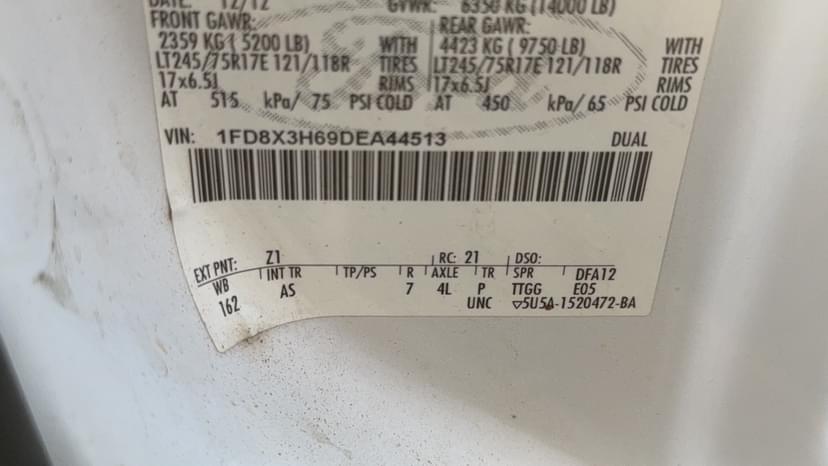 DATE: 12/12 GVWR: 6350 KG (14000 LB)
FRONT GAWR: REAR GAWR:
2359 KG ( 5200 LB) WITH 4423 KG ( 9750 LB) WITH
LT245/75R17E 121/118R TIRES LT245/75R17E 121/118R TIRES
17x6.5J RIMS 17x6.5J RIMS
AT 515 kPa/ 75 PSI COLD AT 450 kPa/ 65 PSI COLD
VIN: 1FD8X3H69DEA44513 DUAL
EXT PNT: Z1 RC: 21 DSO:
WB INT TR TP/PS R AXLE TR SPR DFA12
162 AS 7 4L P TTGG E05
UNC ▽5U5A-1520472-BA